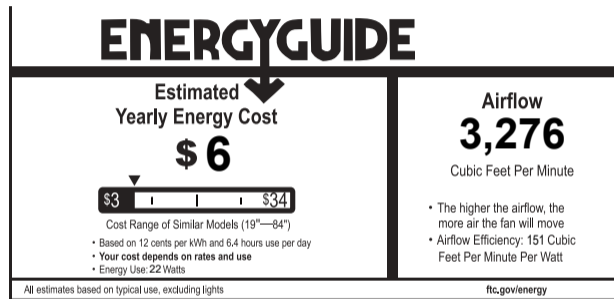 ENERGYGUIDE
Estimated
Yearly Energy Cost
$6
$3
$34
Cost Range of Similar Models (19"—84")
• Based on 12 cents per kWh and 6.4 hours use per day
• Your cost depends on rates and use
• Energy Use: 22 Watts
Airflow
3,276
Cubic Feet Per Minute
• The higher the airflow, the
more air the fan will move
• Airflow Efficiency: 151 Cubic
Feet Per Minute Per Watt
All estimates based on typical use, excluding lights
ftc.gov/energy